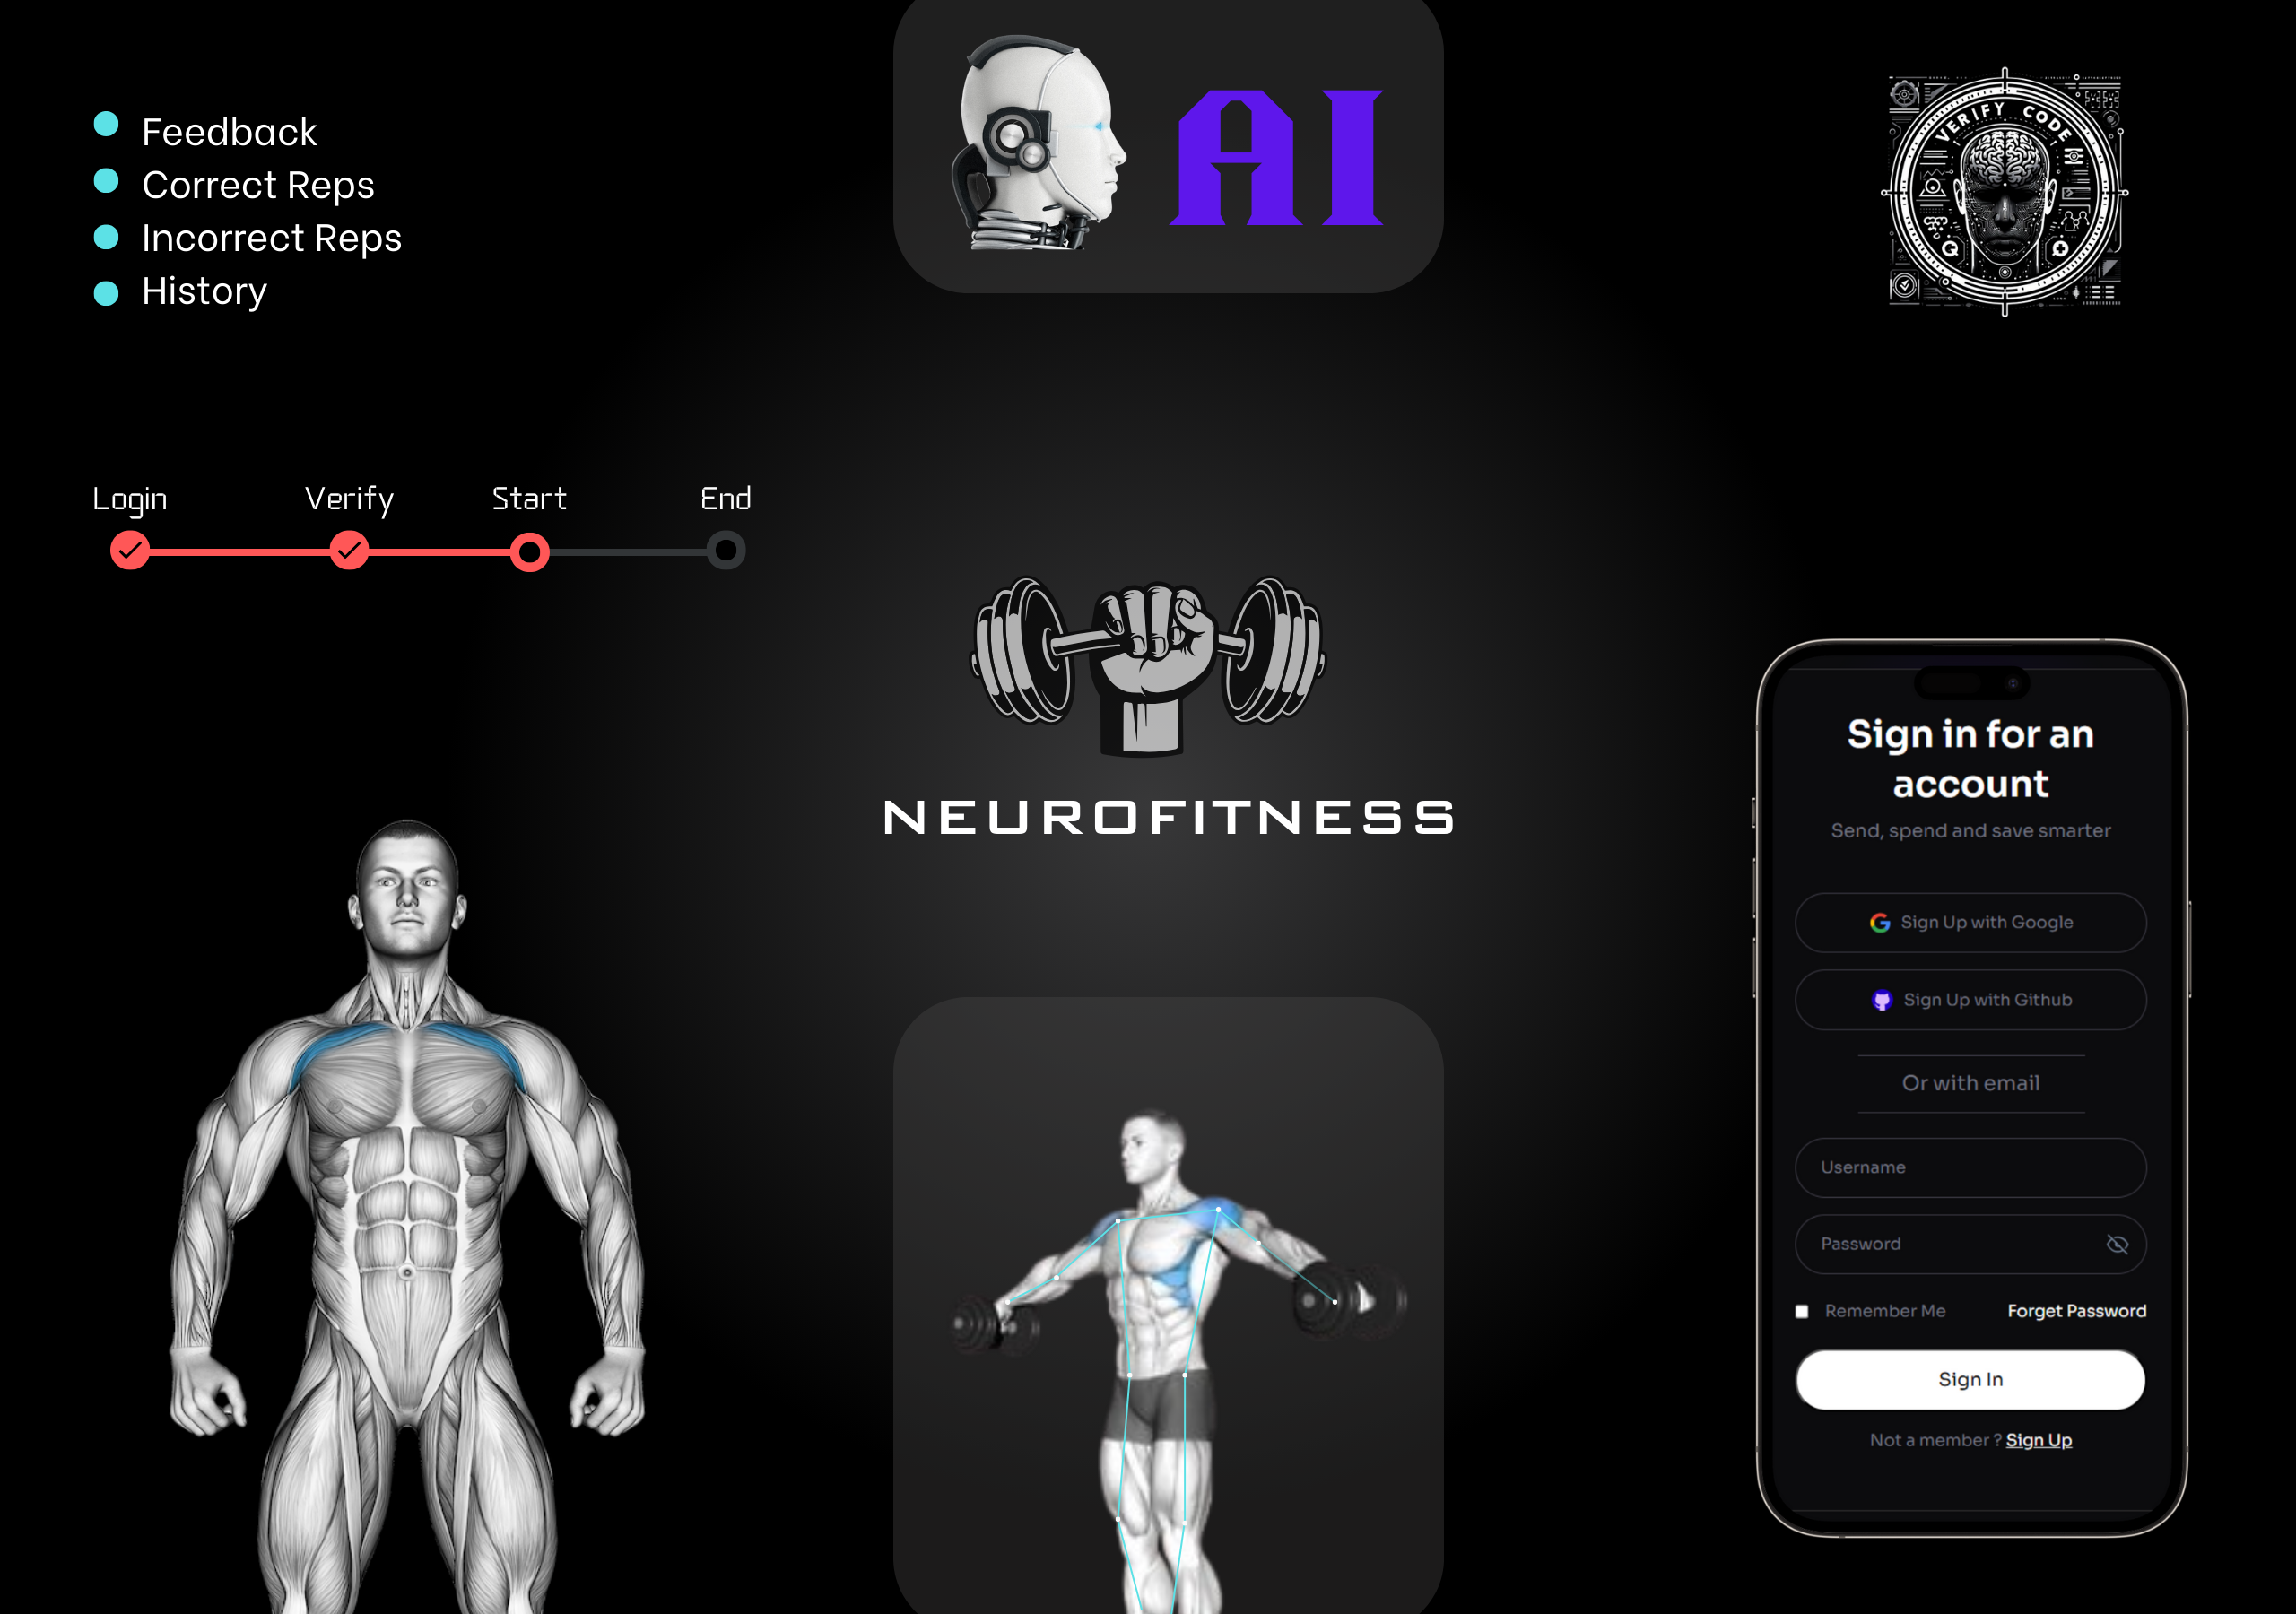 Feedback
Correct Reps
Incorrect Reps
History
AI
VERIFY CODE
Login
Verify
Start
End
NEUROFITNESS
Sign in for an
account
Send, spend and save smarter
Sign Up with Google
Sign Up with Github
Or with email
Username
Password
Remember Me
Forget Password
Sign In
Not a member ? Sign Up